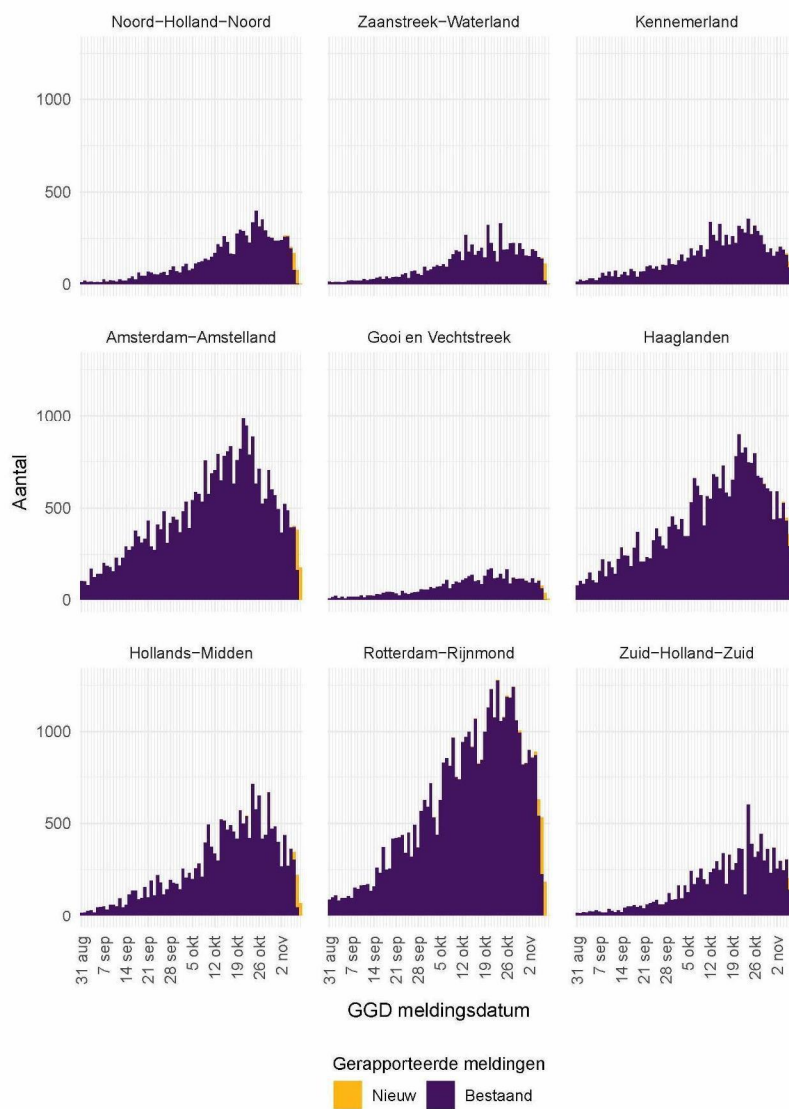 Noord−Holland−Noord Zaanstreek−Waterland Kennemerland
1000
500
0
Amsterdam−Amstelland Gooi en Vechtstreek Haaglanden
1000
500
0
Aantal
Hollands−Midden Rotterdam−Rijnmond Zuid−Holland−Zuid
1000
500
0
31 aug 7 sep 14 sep 21 sep 28 sep 5 okt 12 okt 19 okt 26 okt 2 nov 31 aug 7 sep 14 sep 21 sep 28 sep 5 okt 12 okt 19 okt 26 okt 2 nov 31 aug 7 sep 14 sep 21 sep 28 sep 5 okt 12 okt 19 okt 26 okt 2 nov
GGD meldingsdatum
Gerapporteerde meldingen
Nieuw Bestaand